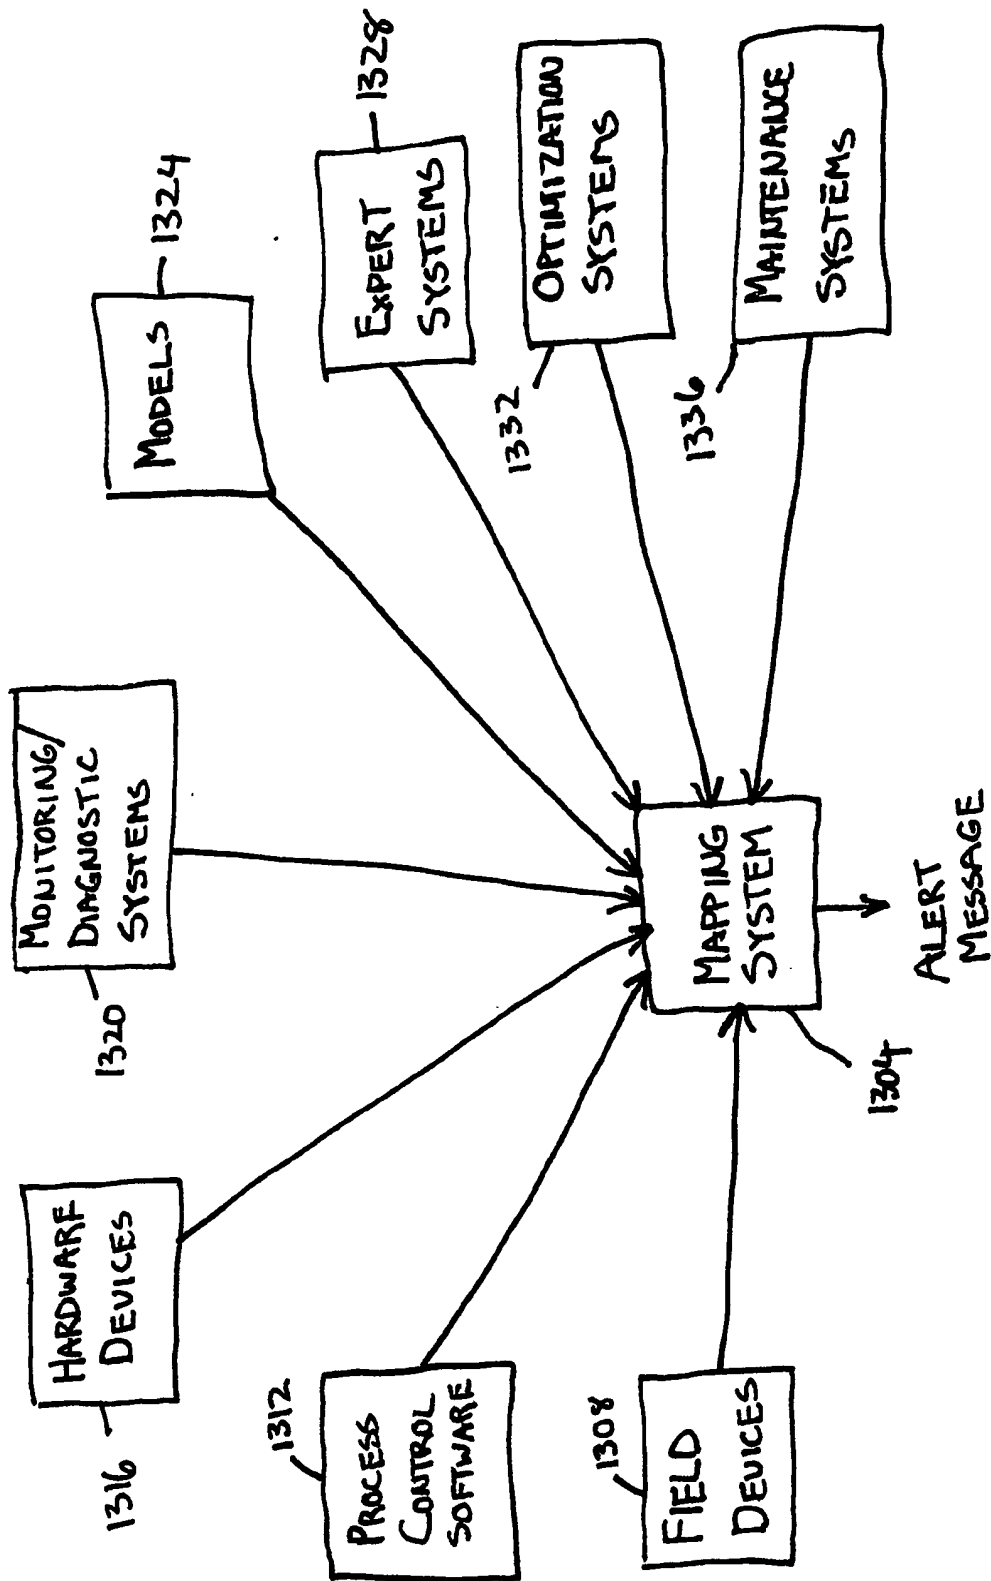 MODELS
1324
MONITORING/
DIAGNOSTIC
SYSTEMS
1320
EXPERT
SYSTEMS
1328
HARDWARE
DEVICES
1316
OPTIMIZATION
SYSTEMS
1332
PROCESS
CONTROL
SOFTWARE
1312
MAINTENANCE
SYSTEMS
1336
FIELD
DEVICES
1308
MAPPING
SYSTEM
1304
ALERT
MESSAGE